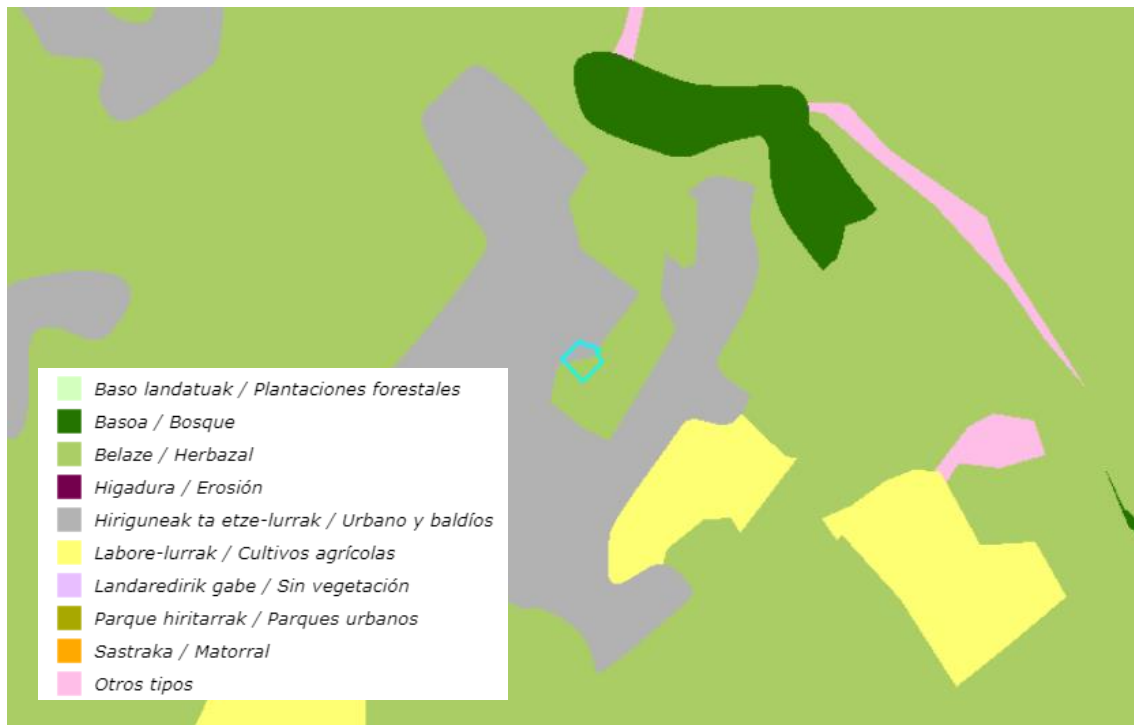 Baso landatuak / Plantaciones forestales
Basoa / Bosque
Belaze / Herbazal
Higadura / Erosión
Hiriguneak ta etze-lurrak / Urbano y baldíos
Labore-lurrak / Cultivos agrícolas
Landaredirik gabe / Sin vegetación
Parque hiritarrak / Parques urbanos
Sastraka / Matorral
Otros tipos